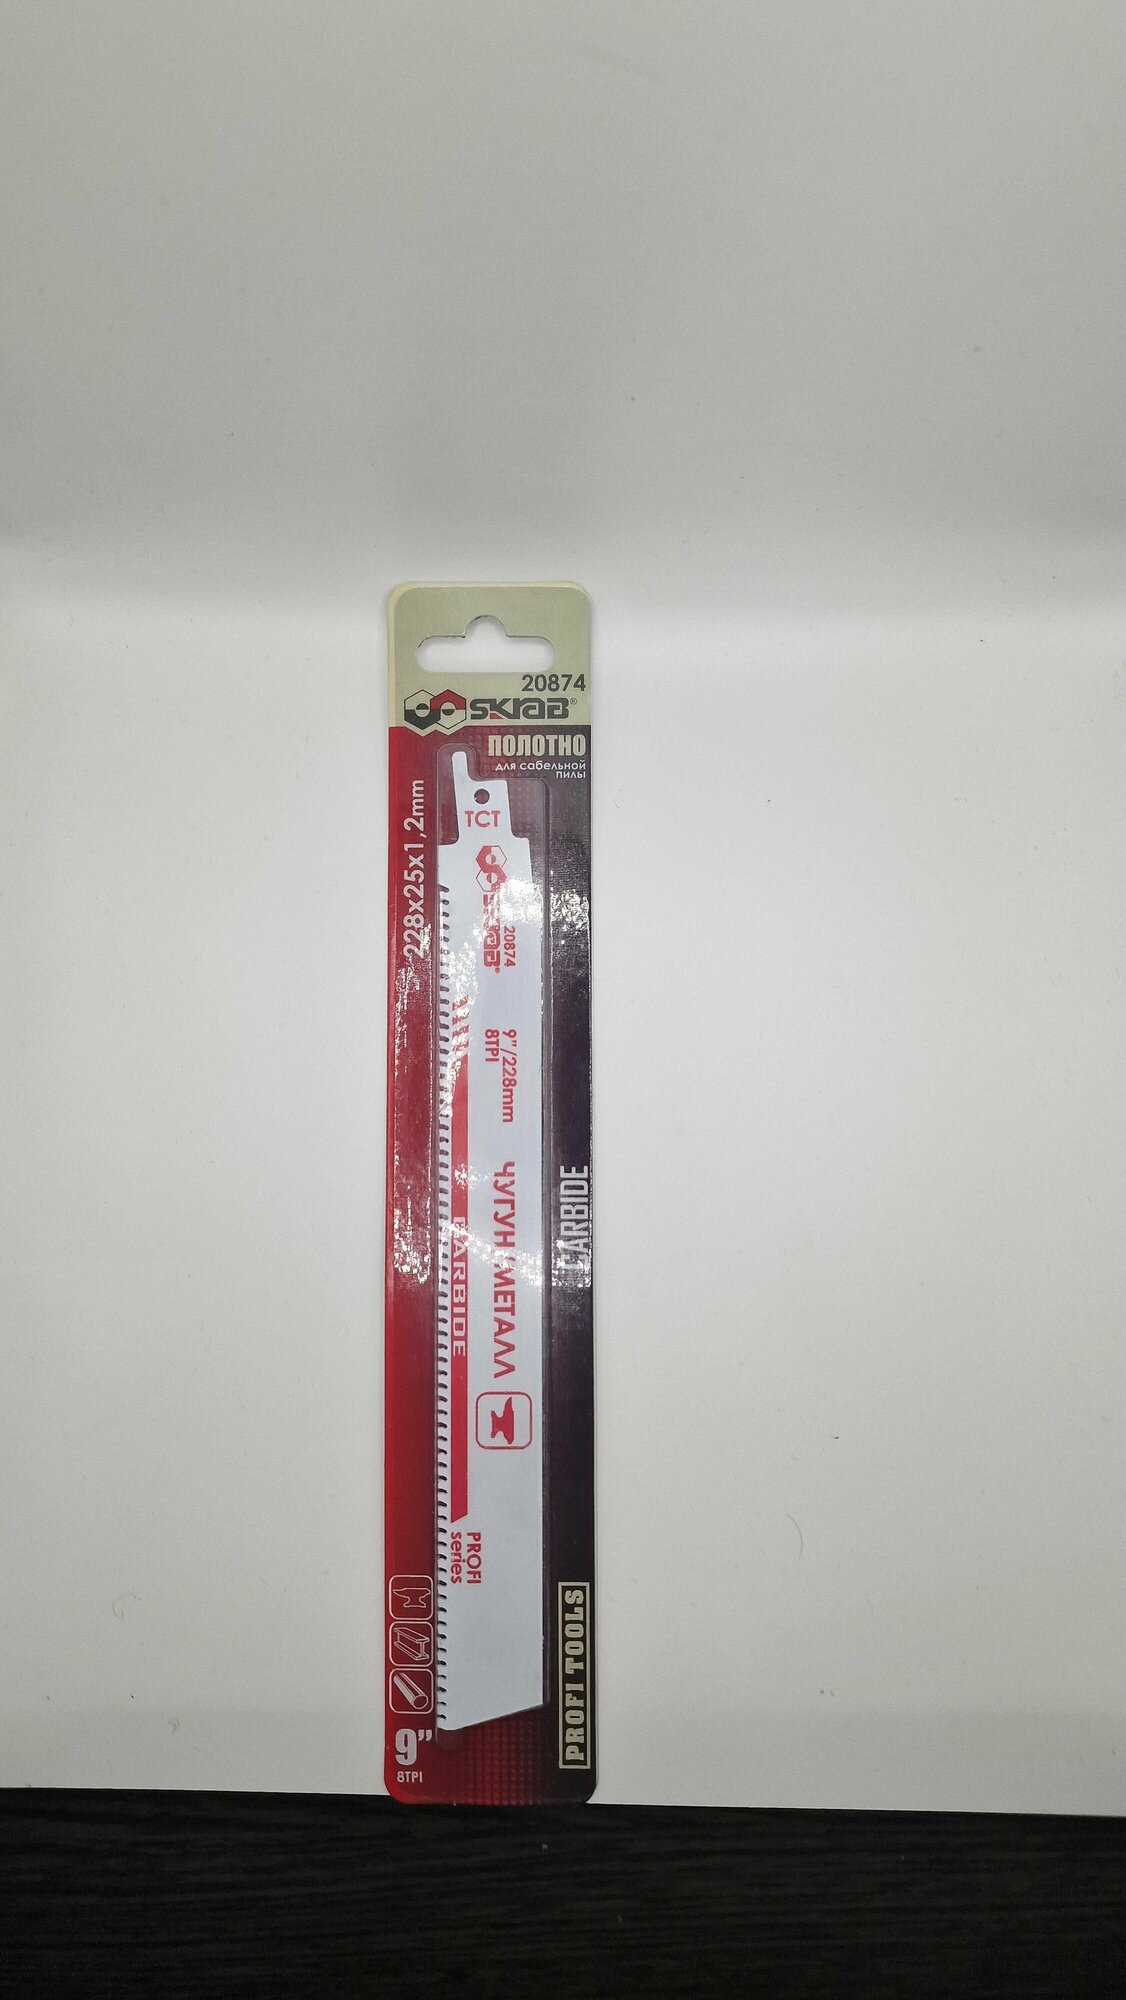 20874
SKRAB®
ПОЛОТНО
для сабельной
пилы
228x25x1,2mm
TCT
SKRAB®
20874
9"/228mm
8TPI
ЧУГУН/МЕТАЛЛ
CARBIDE
PROFI
series
CARBIDE
PROFI TOOLS
9"
8TPI